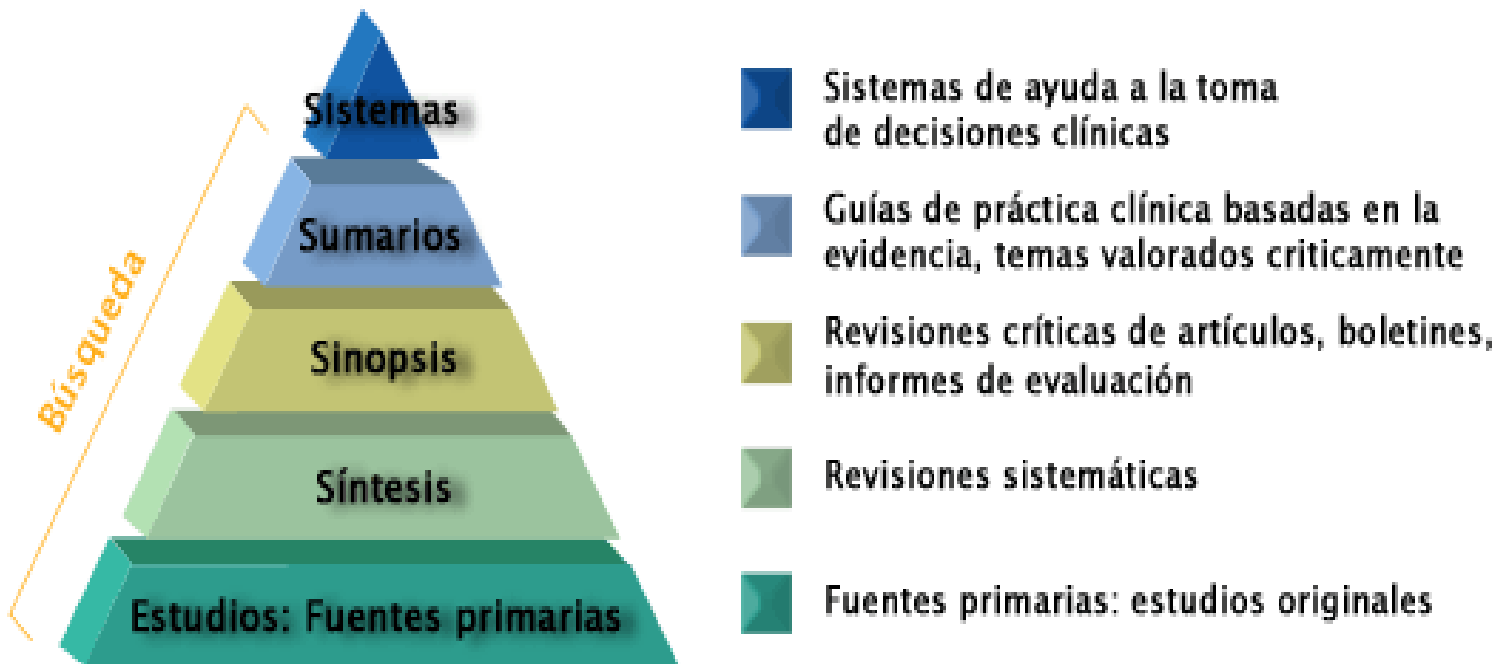 Búsqueda
Sistemas
Sumarios
Sinopsis
Síntesis
Estudios: Fuentes primarias
Sistemas de ayuda a la toma
de decisiones clínicas
Guías de práctica clínica basadas en la
evidencia, temas valorados criticamente
Revisiones críticas de artículos, boletines,
informes de evaluación
Revisiones sistemáticas
Fuentes primarias: estudios originales